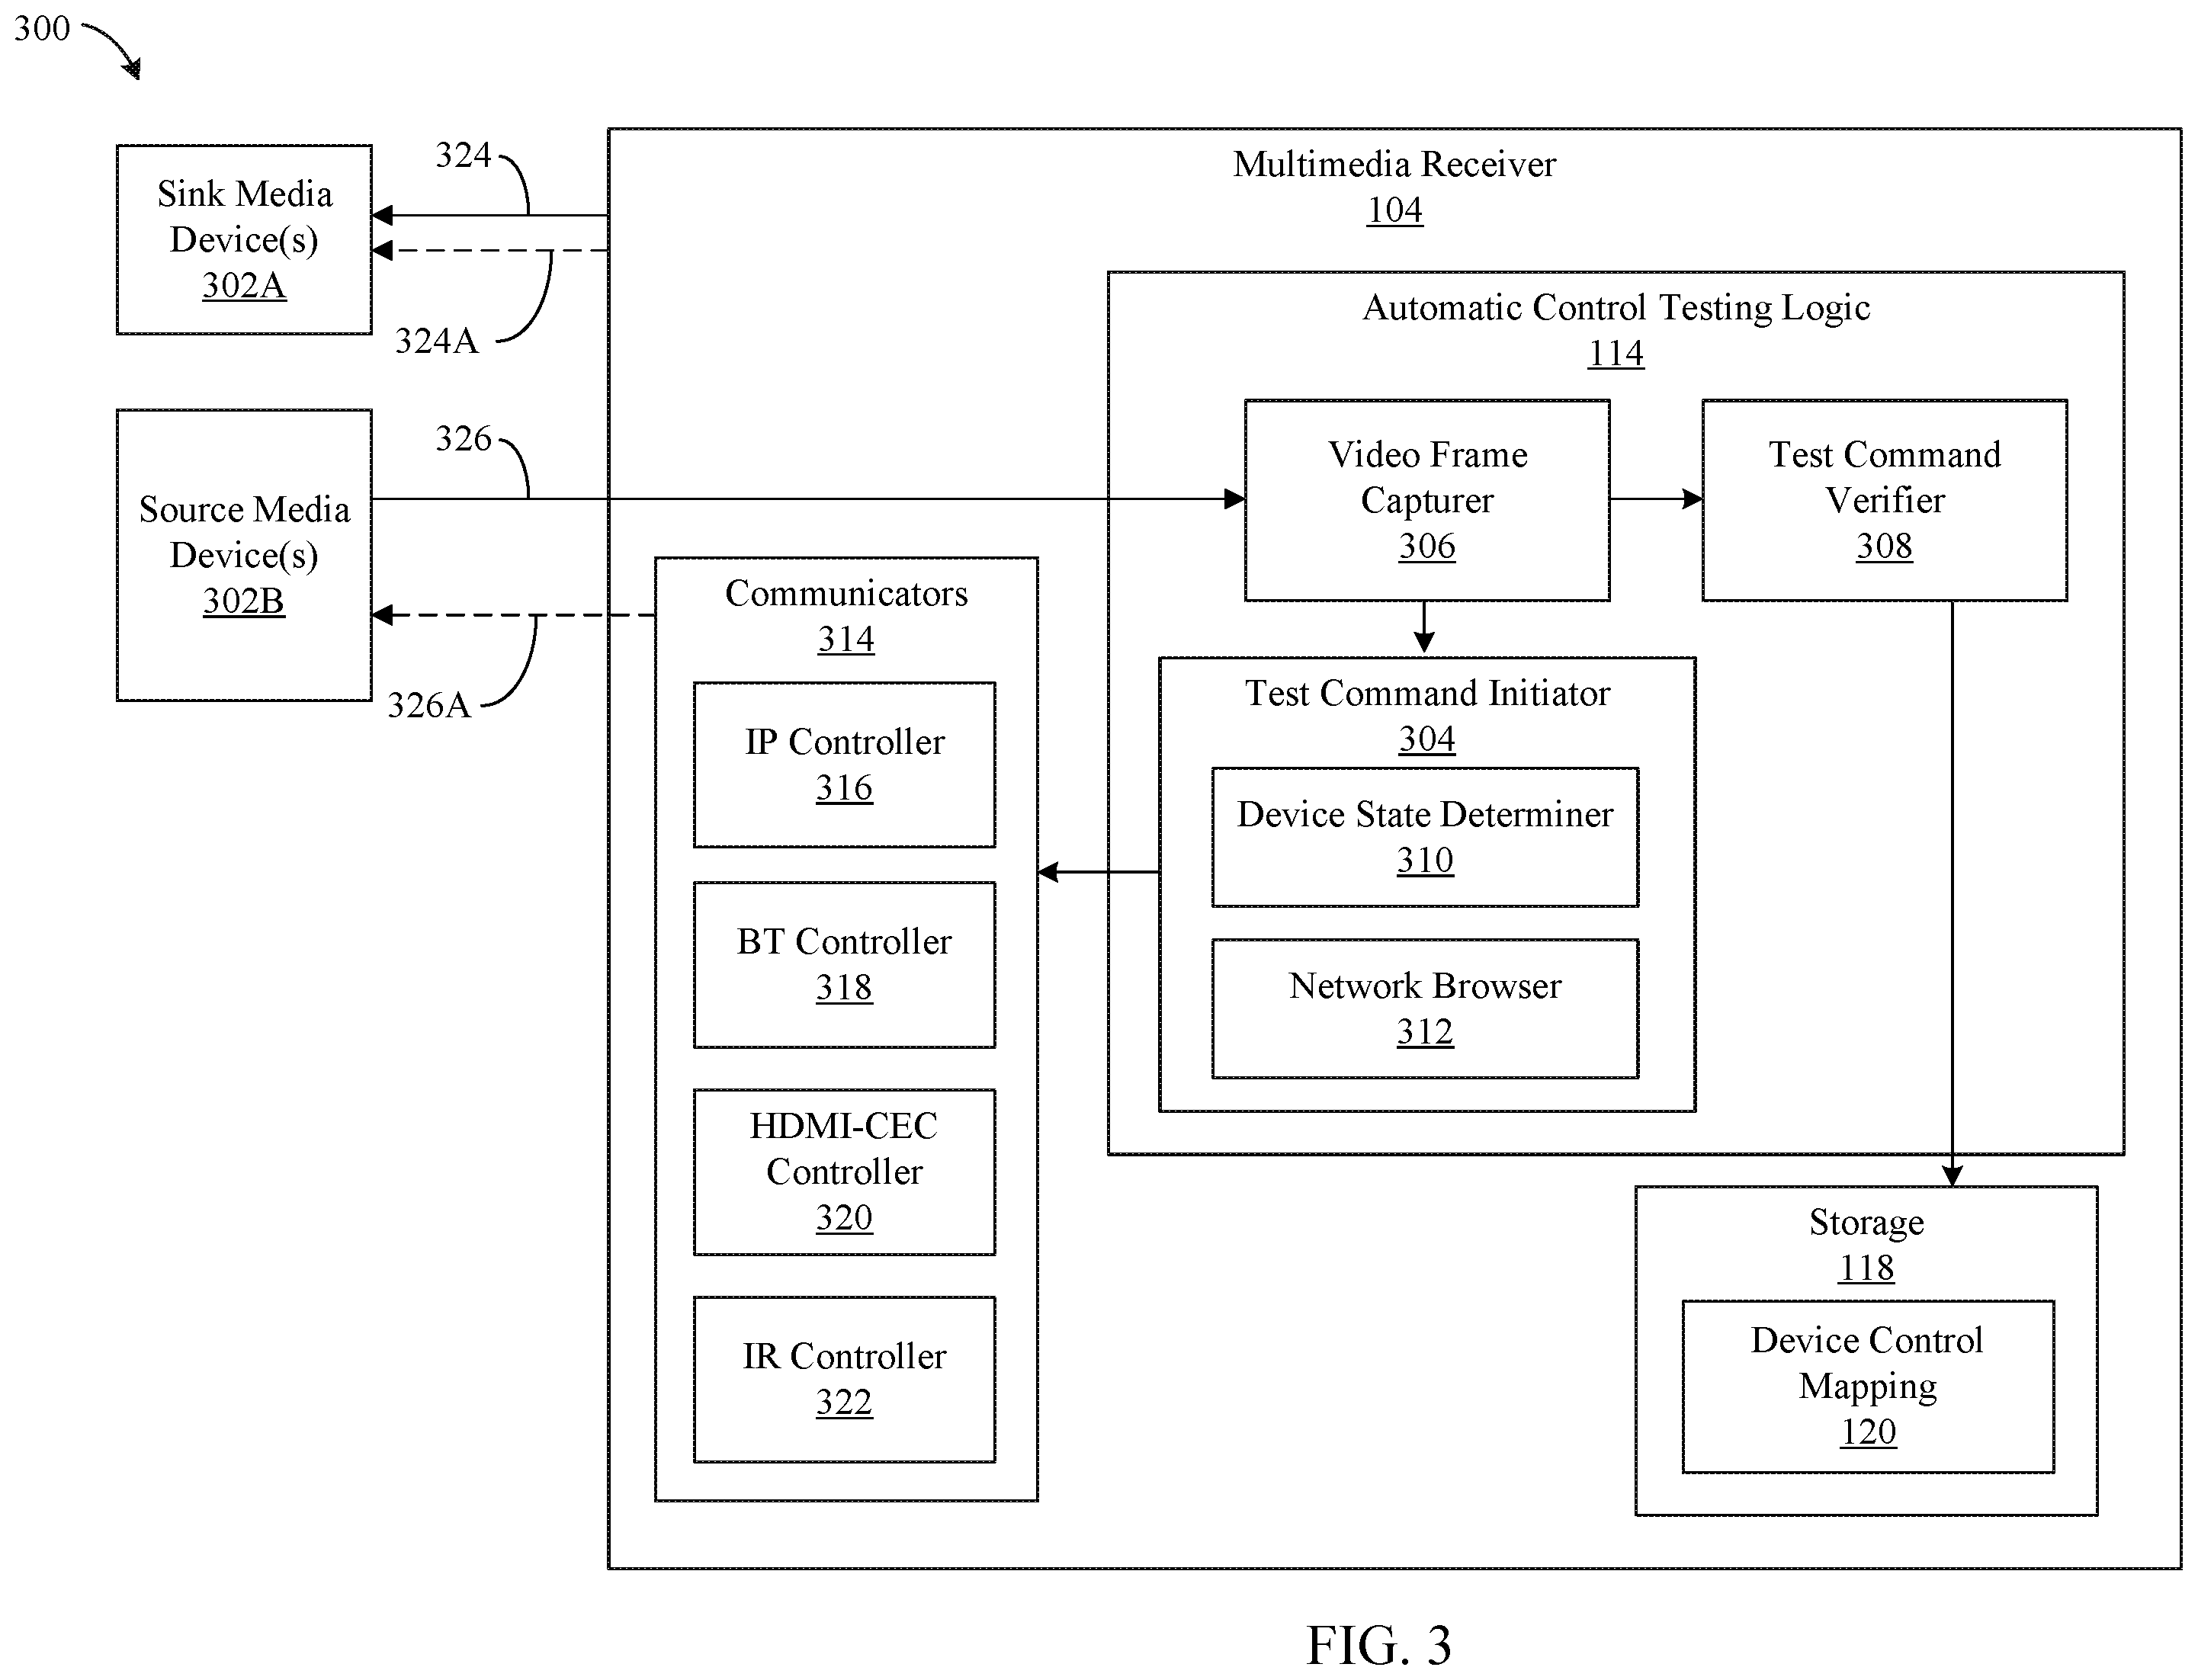 300
Sink Media
Device(s)
302A
324
324A
Source Media
Device(s)
302B
326
326A
Multimedia Receiver
104
Automatic Control Testing Logic
114
Video Frame
Capturer
306
Test Command
Verifier
308
Communicators
314
IP Controller
316
BT Controller
318
HDMI-CEC
Controller
320
IR Controller
322
Test Command Initiator
304
Device State Determiner
310
Network Browser
312
Storage
118
Device Control
Mapping
120
FIG. 3